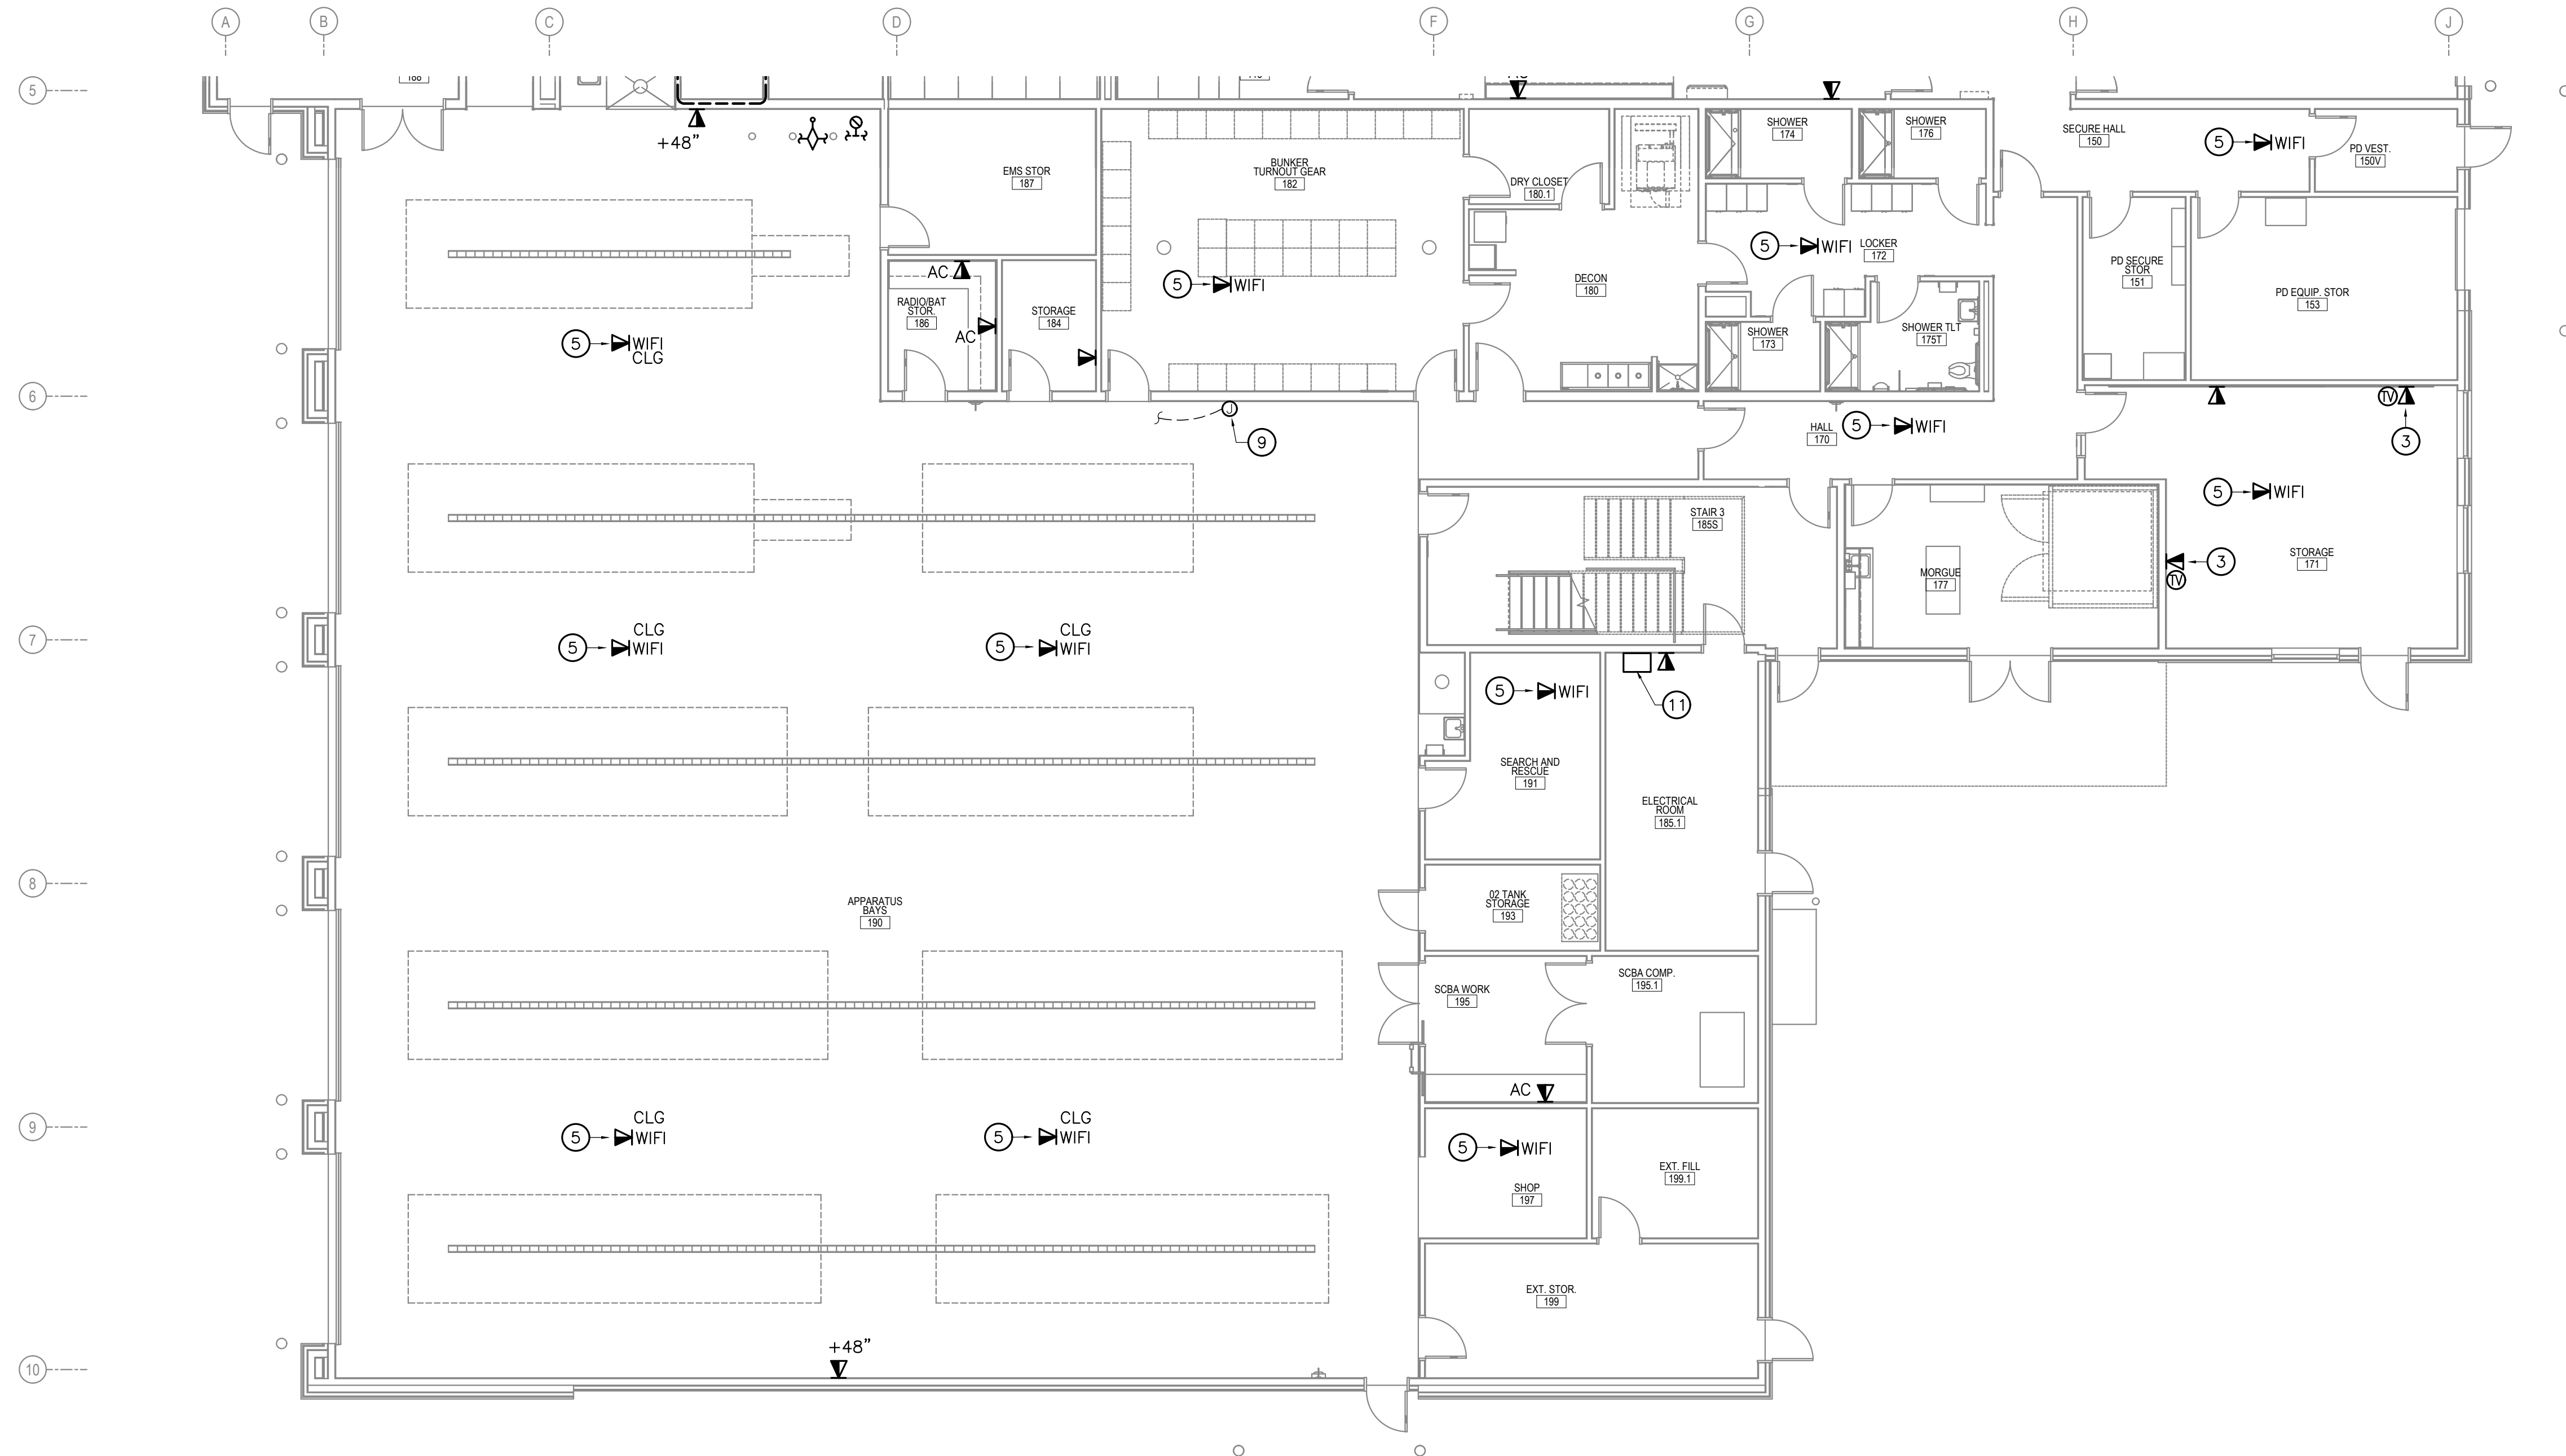 A
B
C
D
F
G
H
J
5
188
+48"
EMS STOR
187
BUNKER
TURNOUT GEAR
182
DRY CLOSET
180.1
SHOWER
174
SHOWER
176
SECURE HALL
150
5 WIFI
PD VEST.
150V
5 WIFI
LOCKER
172
PD SECURE
STOR
151
PD EQUIP. STOR
153
AC
RADIO/BAT
STOR.
186
AC
STORAGE
184
5 WIFI
DECON
180
SHOWER
173
SHOWER TLT
175T
5 WIFI
CLG
6
J
9
HALL
170
5 WIFI
TV
3
5 WIFI
STAIR 3
185S
MORGUE
177
3
TV
STORAGE
171
7
CLG
5 WIFI
CLG
5 WIFI
5 WIFI
11
SEARCH AND
RESCUE
191
ELECTRICAL
ROOM
185.1
8
APPARATUS
BAYS
190
02 TANK
STORAGE
193
SCBA WORK
195
SCBA COMP.
195.1
AC
9
CLG
5 WIFI
CLG
5 WIFI
5 WIFI
SHOP
197
EXT. FILL
199.1
EXT. STOR.
199
+48"
10